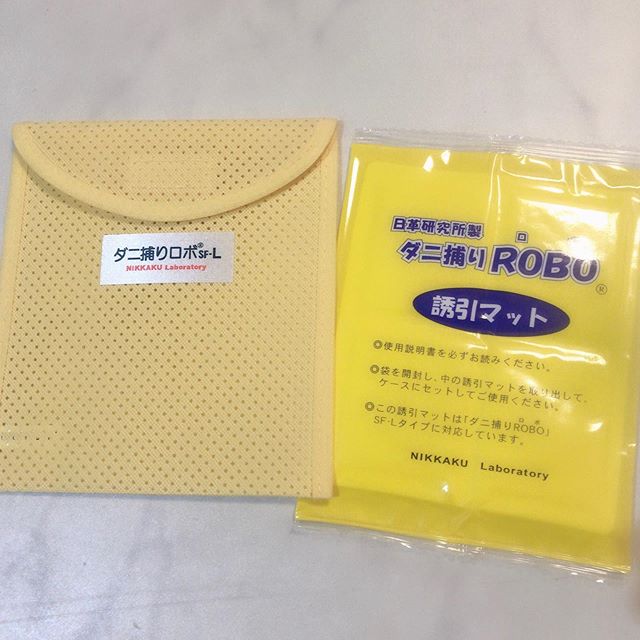 ダニ捕りロボ®SF-L
NIKKAKU Laboratory
日革研究所製
ロ
ダニ捕りROBO®
誘引マット
◎使用説明書を必ずお読みください。
◎袋を開封し、中の誘引マットを取り出して、
ケースにセットしてご使用ください。
◎この誘引マットは「ダニ捕りROBO」
ロボ
SF-Lタイプに対応しています。
NIKKAKU Laboratory